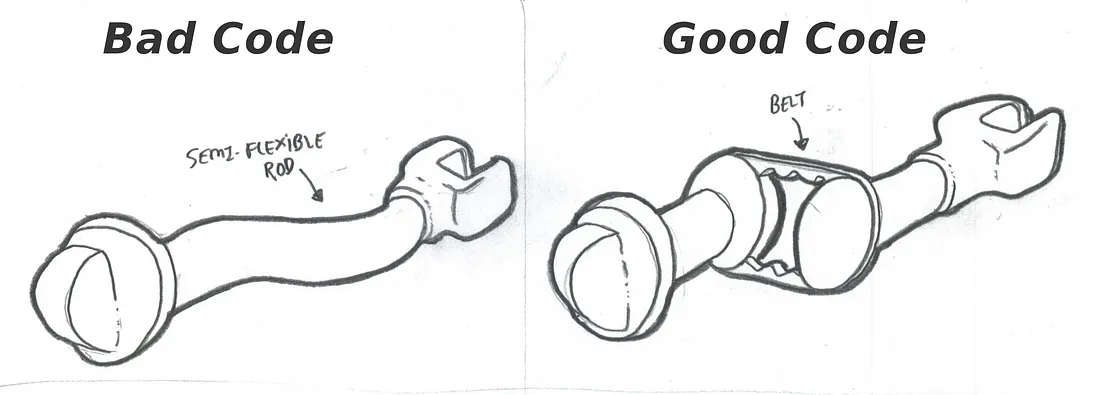 Bad Code
Good Code
SEMI-FLEXIBLE
ROD
BELT